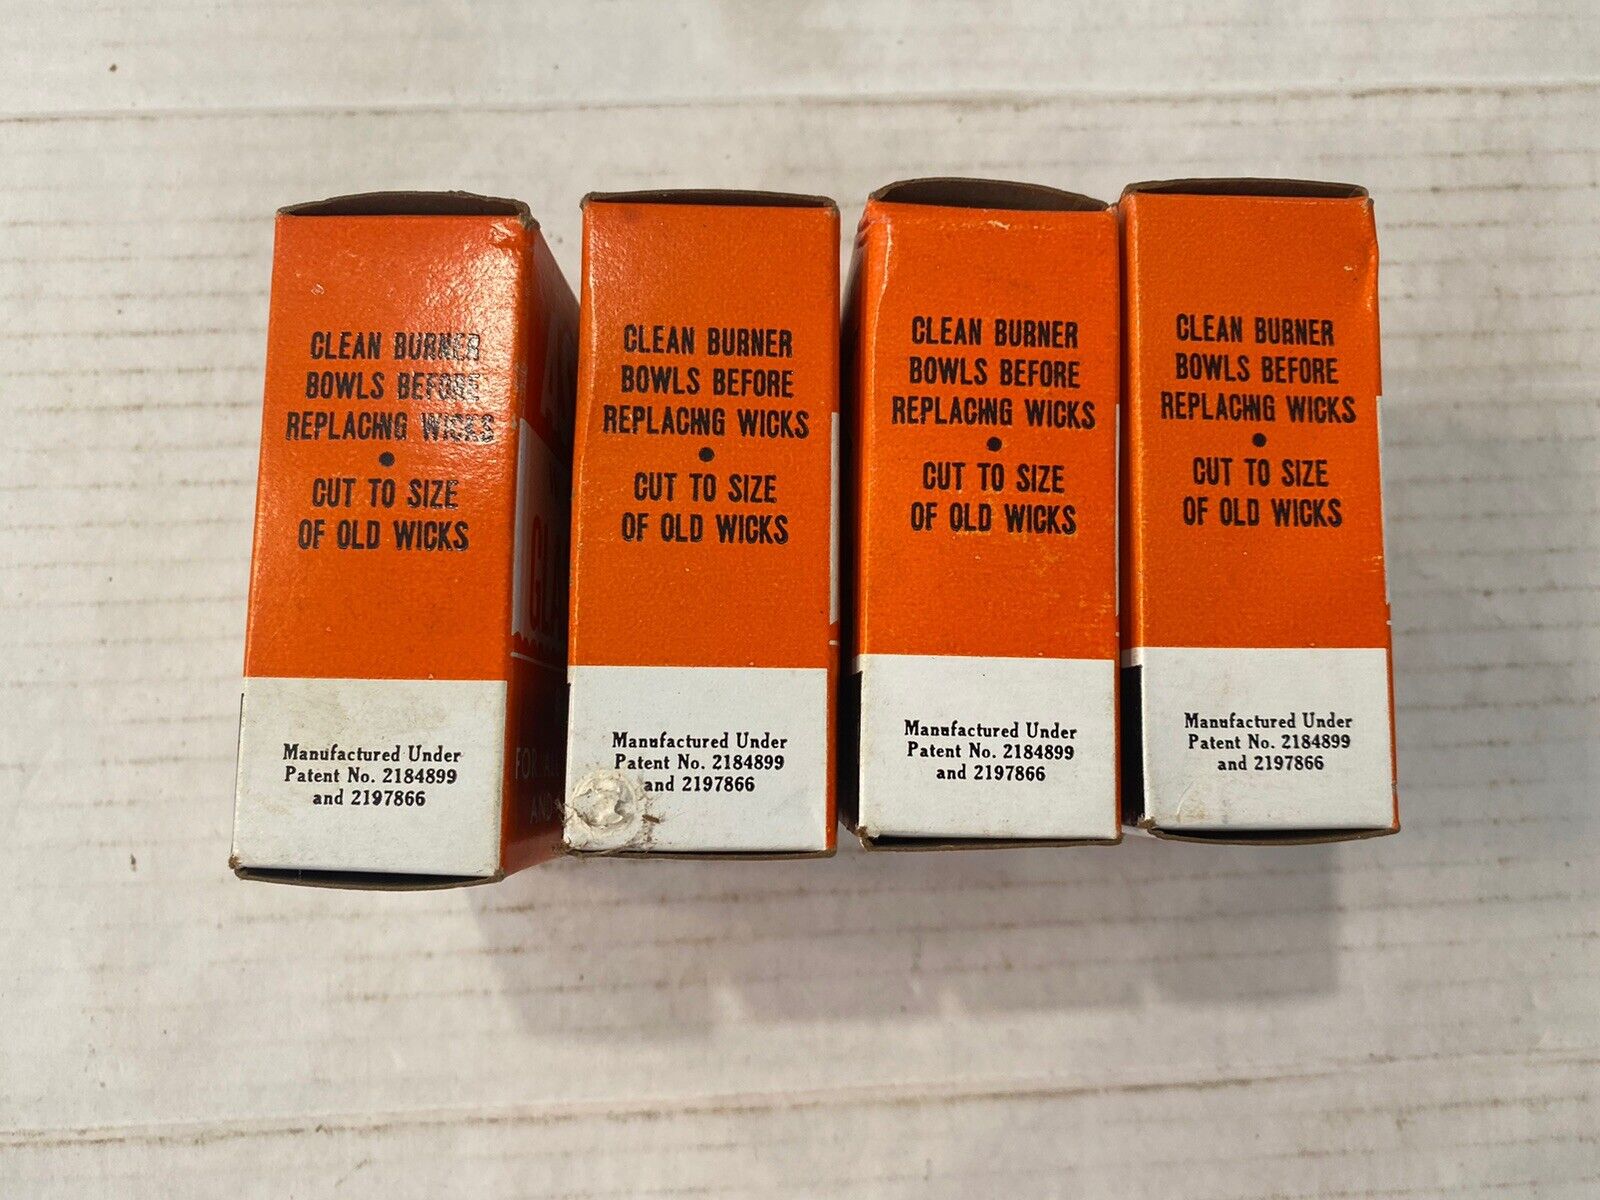 CLEAN BURNER
BOWLS BEFORE
REPLACING WICKS
CUT TO SIZE
OF OLD WICKS
Manufactured Under
Patent No. 2184899
and 2197866
FOR
AND
CLEAN BURNER
BOWLS BEFORE
REPLACING WICKS
CUT TO SIZE
OF OLD WICKS
Manufactured Under
Patent No. 2184899
and 2197866
CLEAN BURNER
BOWLS BEFORE
REPLACING WICKS
CUT TO SIZE
OF OLD WICKS
Manufactured Under
Patent No. 2184899
and 2197866
CLEAN BURNER
BOWLS BEFORE
REPLACING WICKS
CUT TO SIZE
OF OLD WICKS
Manufactured Under
Patent No. 2184899
and 2197866